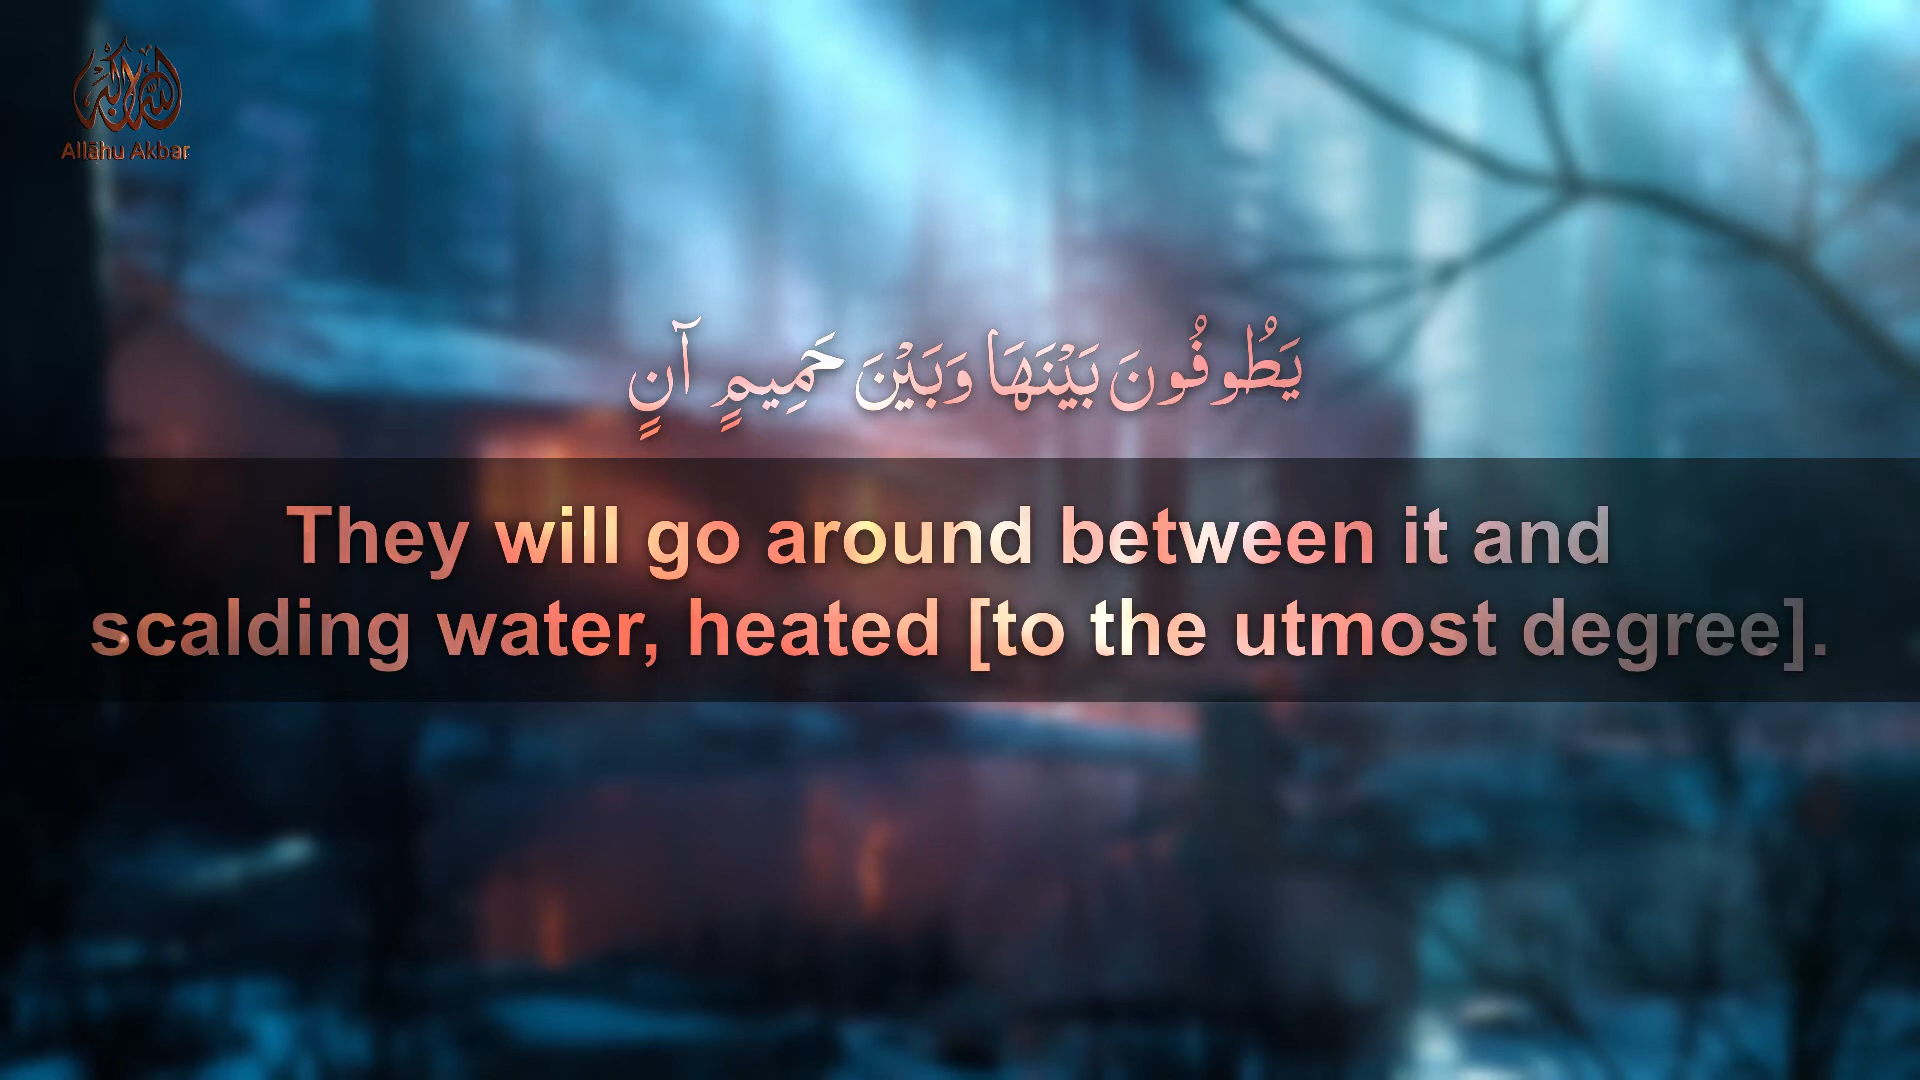 Allāhu Akbar
يَطُوفُونَ بَيْنَهَا وَبَيْنَ حَمِيمٍ آنٍ
They will go around between it and
scalding water, heated [to the utmost degree].